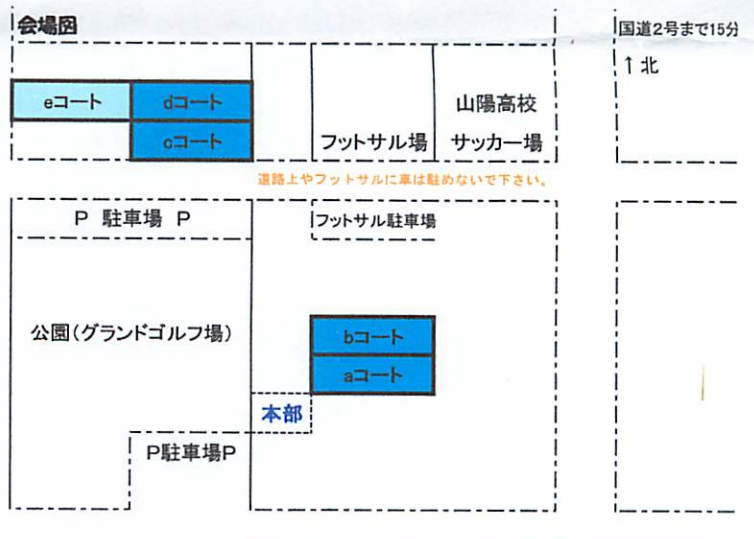 会場図
国道2号まで15分
↑北
eコート
dコート
cコート
フットサル場
山陽高校
サッカー場
道路上やフットサルに車は駐めないで下さい。
P 駐車場 P
フットサル駐車場
公園(グランドゴルフ場)
bコート
aコート
本部
P駐車場P